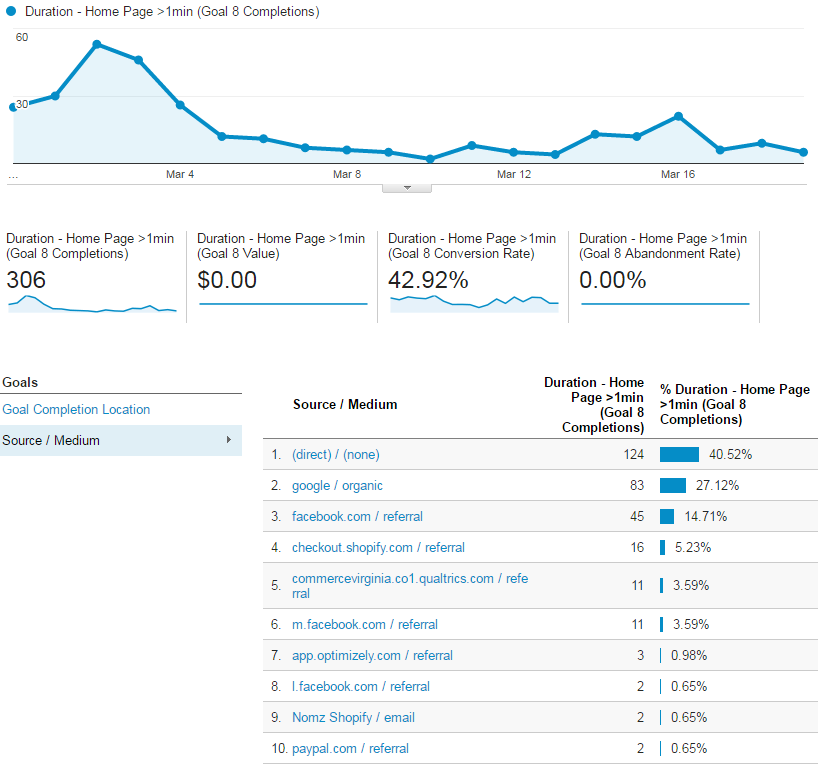 Duration - Home Page >1min (Goal 8 Completions)
60
30
... Mar 4 Mar 8 Mar 12 Mar 16
Duration - Home Page >1min
(Goal 8 Completions)
306
Duration - Home Page >1min
(Goal 8 Value)
$0.00
Duration - Home Page >1min
(Goal 8 Conversion Rate)
42.92%
Duration - Home Page >1min
(Goal 8 Abandonment Rate)
0.00%
Goals
Goal Completion Location
Source / Medium
Source / Medium
Duration - Home
Page >1min
(Goal 8
Completions)
% Duration - Home Page
>1min (Goal 8
Completions)
1. (direct) / (none) 124 40.52%
2. google / organic 83 27.12%
3. facebook.com / referral 45 14.71%
4. checkout.shopify.com / referral 16 5.23%
5. commercevirginia.co1.qualtrics.com / refe
rral 11 3.59%
6. m.facebook.com / referral 11 3.59%
7. app.optimizely.com / referral 3 0.98%
8. l.facebook.com / referral 2 0.65%
9. Nomz Shopify / email 2 0.65%
10. paypal.com / referral 2 0.65%